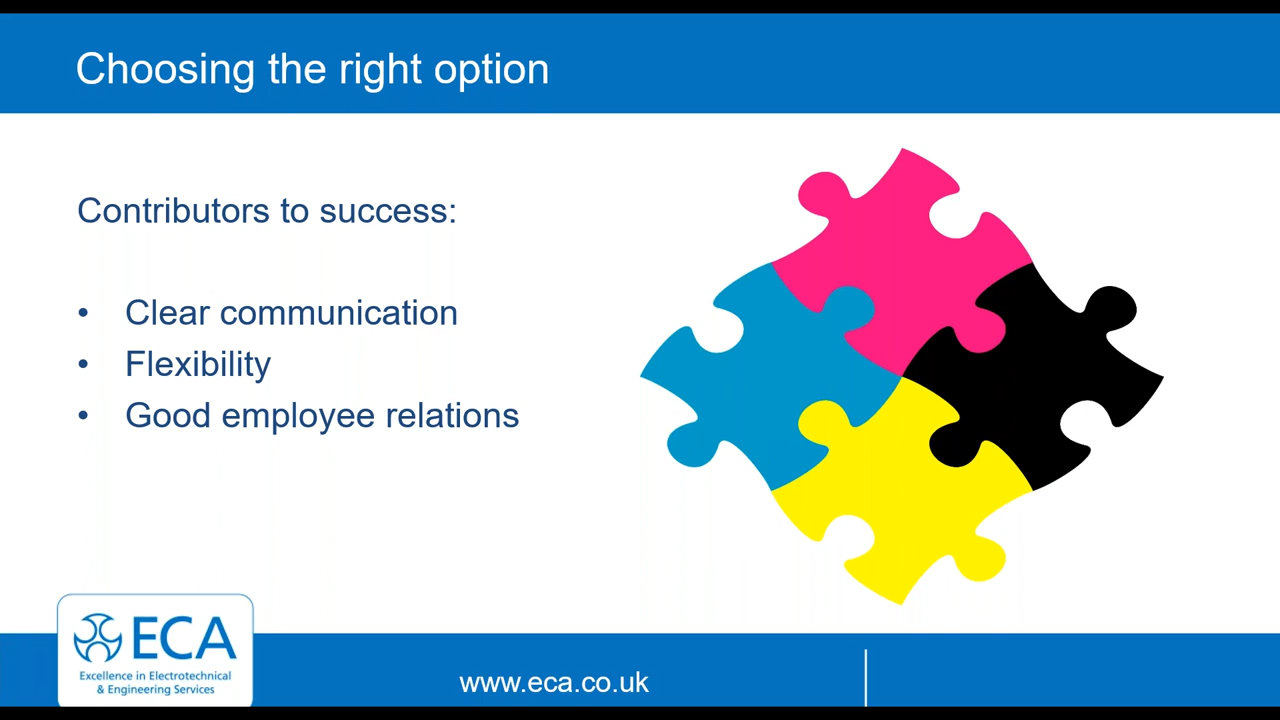 Choosing the right option
Contributors to success:
• Clear communication
• Flexibility
• Good employee relations
ECA
Excellence in Electrotechnical
& Engineering Services
www.eca.co.uk